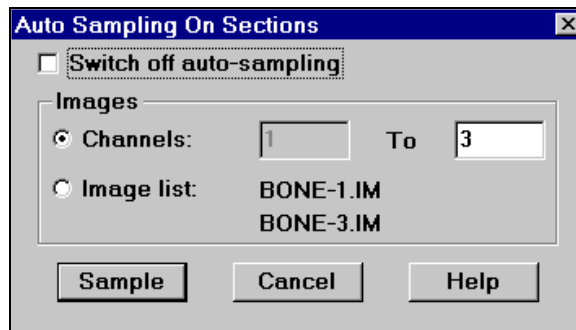 Auto Sampling On Sections
Switch off auto-sampling
Images
Channels: 1 To 3
Image list: BONE-1.IM
BONE-3.IM
Sample Cancel Help